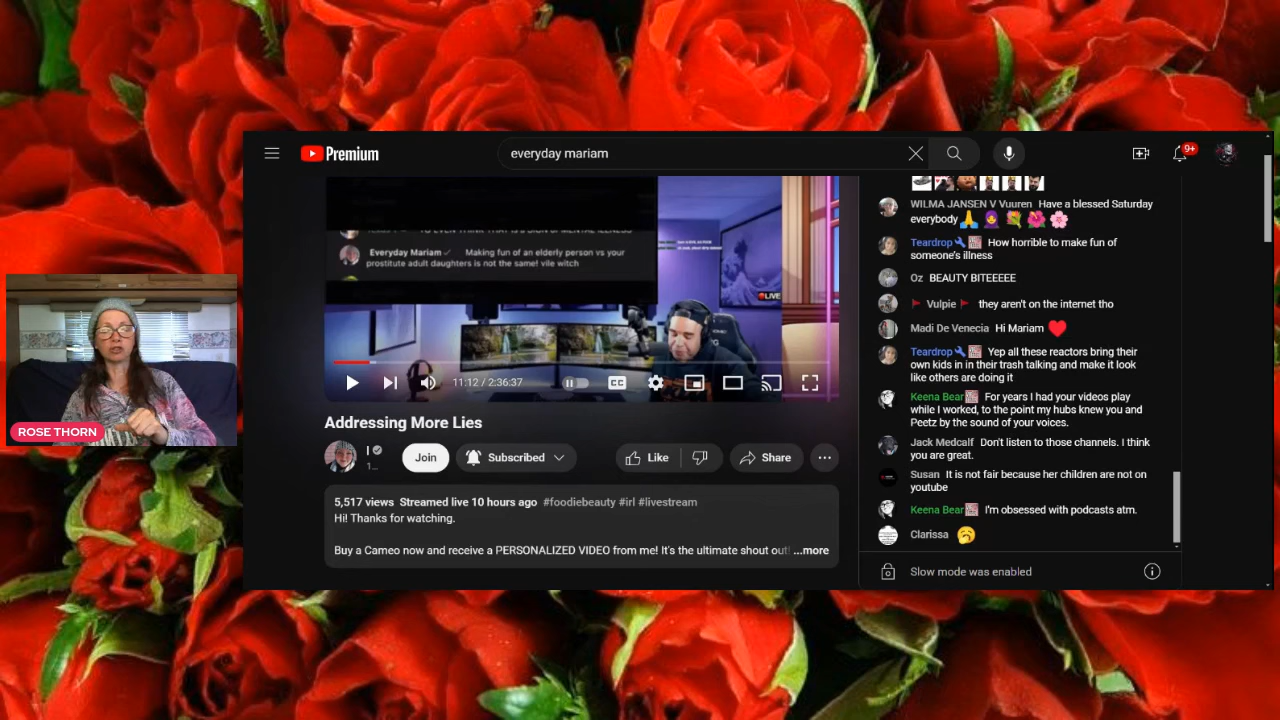 Premium
everyday mariam
9+
Everyday Mariam Making fun of an elderly person vs your
prostitute adult daughters is not the same! vile witch
LIVE
11:12 / 2:36:37
CC
Addressing More Lies
Join
Subscribed
Like
Share
5,517 views Streamed live 10 hours ago #foodiebeauty #irl #livestream
Hi! Thanks for watching.
Buy a Cameo now and receive a PERSONALIZED VIDEO from me! It's the ultimate shout out! ...more
WILMA JANSEN V Vuuren Have a blessed Saturday
everybody 🙏🧕💐🌺🌸
Teardrop How horrible to make fun of
someone's illness
Oz BEAUTY BITEEEEE
Vulpie they aren't on the internet tho
Madi De Venecia Hi Mariam ❤️
Teardrop Yep all these reactors bring their
own kids in in their trash talking and make it look
like others are doing it
Keena Bear For years I had your videos play
while I worked, to the point my hubs knew you and
Peetz by the sound of your voices.
Jack Medcalf Don't listen to those channels. I think
you are great.
Susan It is not fair because her children are not on
youtube
Keena Bear I'm obsessed with podcasts atm.
Clarissa 🥱
Slow mode was enabled
ROSE THORN